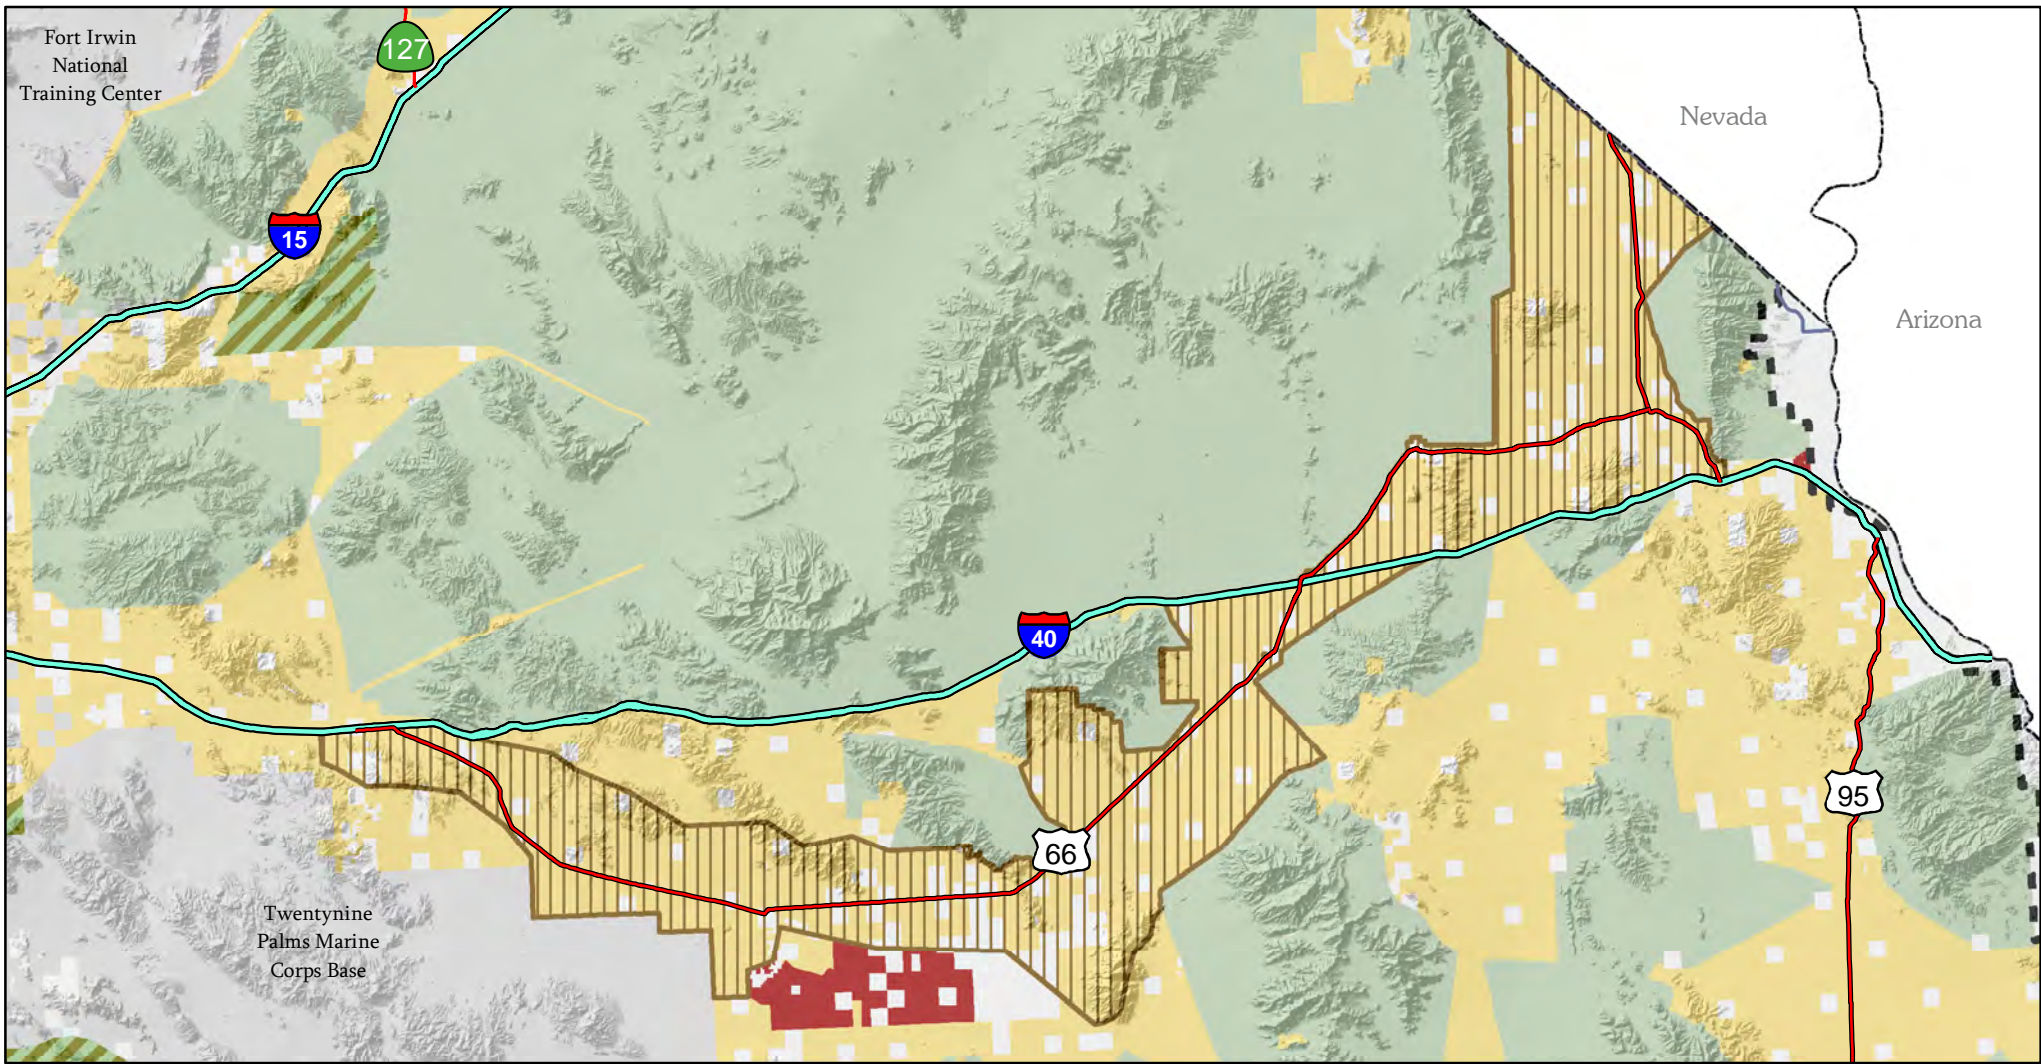 Fort Irwin
National
Training Center
127
Nevada
15
Arizona
40
95
66
Twentynine
Palms Marine
Corps Base